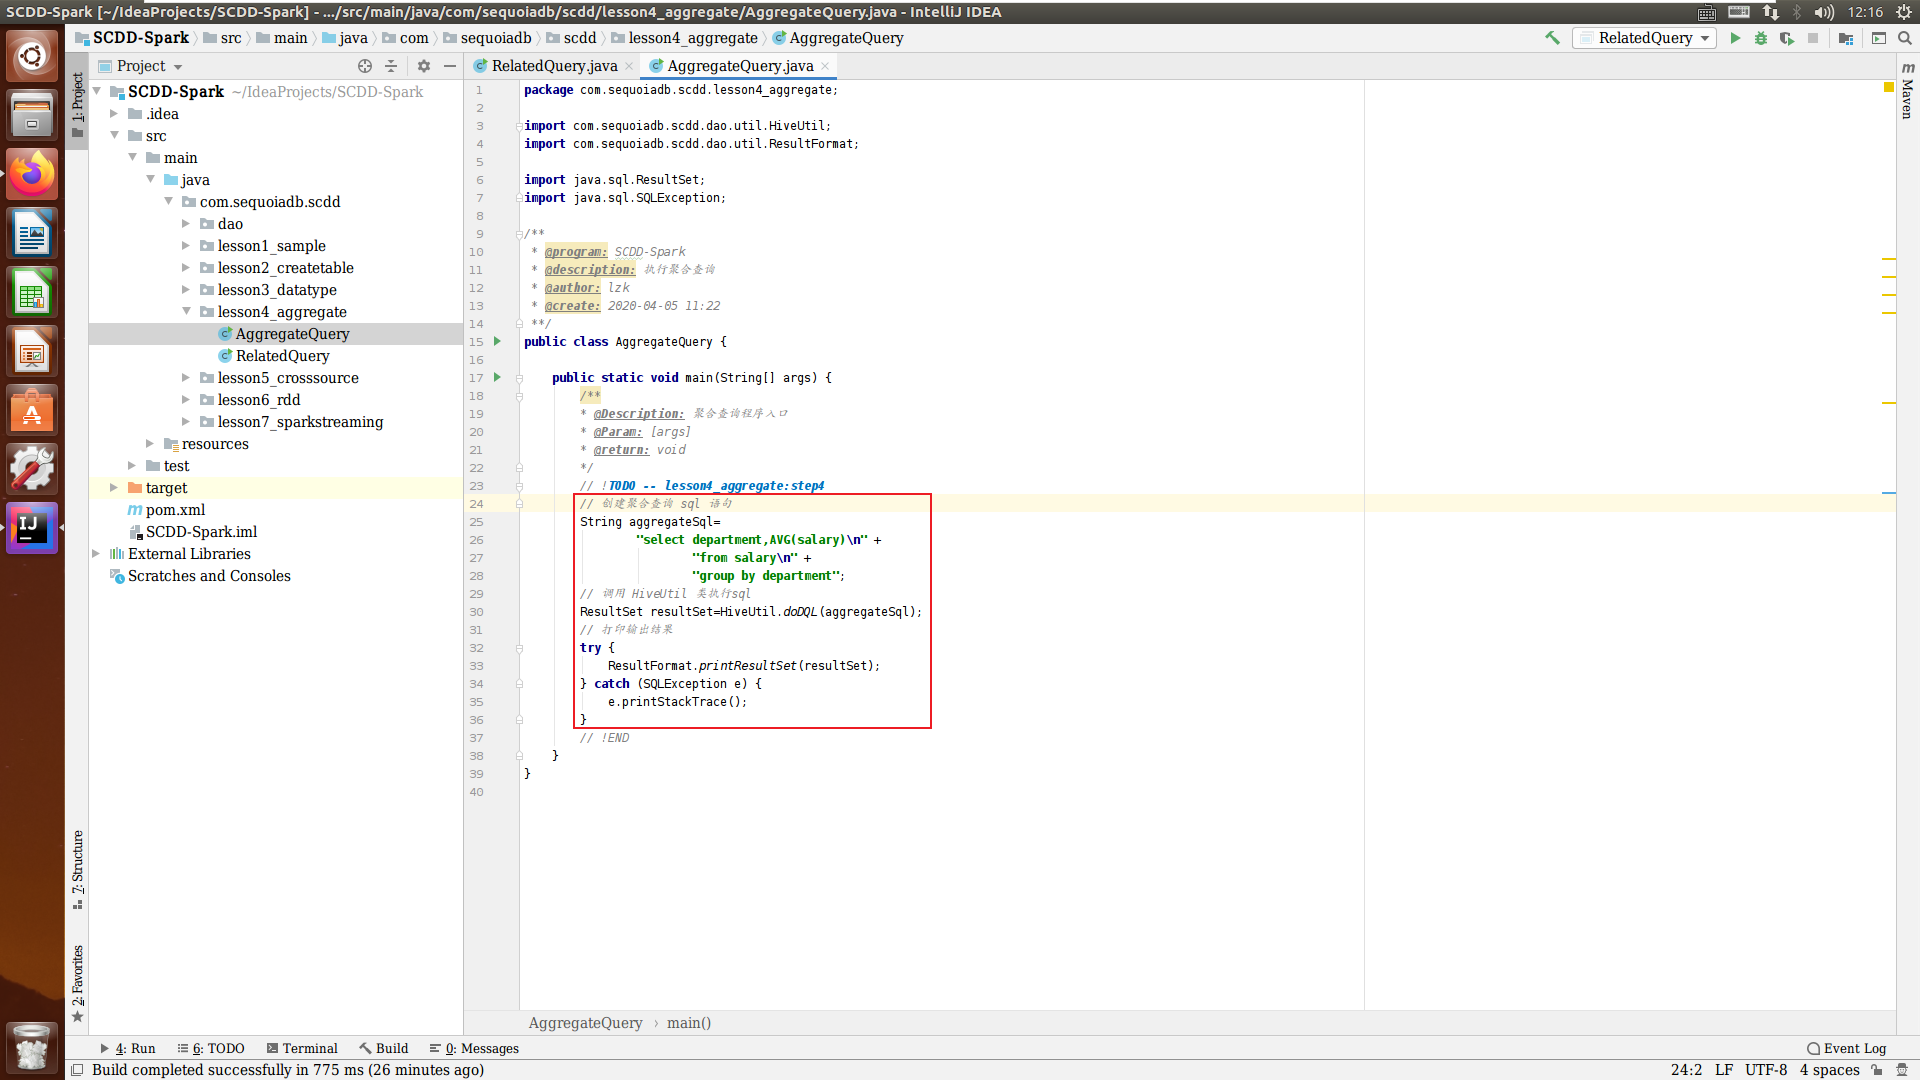 SCDD-Spark [~/IdeaProjects/SCDD-Spark] - .../src/main/java/com/sequoiadb/scdd/lesson4_aggregate/AggregateQuery.java - IntelliJ IDEA
12:16
SCDD-Spark src main java com sequoiadb scdd lesson4_aggregate AggregateQuery
RelatedQuery
Project
RelatedQuery.java
AggregateQuery.java
1: Project
7: Structure
2: Favorites
m Maven
SCDD-Spark ~/IdeaProjects/SCDD-Spark
.idea
src
main
java
com.sequoiadb.scdd
dao
lesson1_sample
lesson2_createtable
lesson3_datatype
lesson4_aggregate
AggregateQuery
RelatedQuery
lesson5_crosssource
lesson6_rdd
lesson7_sparkstreaming
resources
test
target
m pom.xml
SCDD-Spark.iml
External Libraries
Scratches and Consoles
1 package com.sequoiadb.scdd.lesson4_aggregate;
2
3 import com.sequoiadb.scdd.dao.util.HiveUtil;
4 import com.sequoiadb.scdd.dao.util.ResultFormat;
5
6 import java.sql.ResultSet;
7 import java.sql.SQLException;
8
9 /**
10 * @program: SCDD-Spark
11 * @description: 执行聚合查询
12 * @author: lzk
13 * @create: 2020-04-05 11:22
14 **/
15 public class AggregateQuery {
16
17 public static void main(String[] args) {
18 /**
19 * @Description: 聚合查询程序入口
20 * @Param: [args]
21 * @return: void
22 */
23 // !TODO -- lesson4_aggregate:step4
24 // 创建聚合查询 sql 语句
25 String aggregateSql=
26 "select department,AVG(salary)\n" +
27 "from salary\n" +
28 "group by department";
29 // 调用 HiveUtil 类执行sql
30 ResultSet resultSet=HiveUtil.doDQL(aggregateSql);
31 // 打印输出结果
32 try {
33 ResultFormat.printResultSet(resultSet);
34 } catch (SQLException e) {
35 e.printStackTrace();
36 }
37 // !END
38 }
39 }
40
AggregateQuery › main()
4: Run
6: TODO
Terminal
Build
0: Messages
Event Log
Build completed successfully in 775 ms (26 minutes ago)
24:2 LF UTF-8 4 spaces